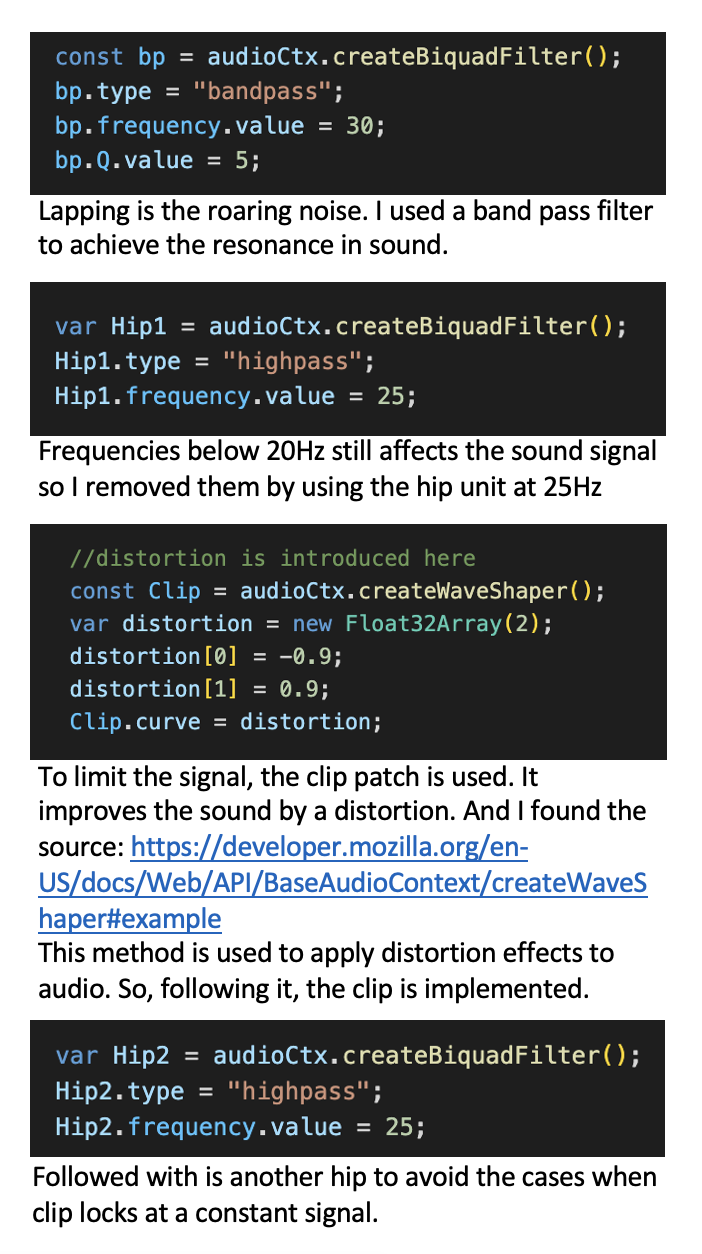 const bp = audioCtx.createBiquadFilter();
bp.type = "bandpass";
bp.frequency.value = 30;
bp.Q.value = 5;
Lapping is the roaring noise. I used a band pass filter
to achieve the resonance in sound.
var Hip1 = audioCtx.createBiquadFilter();
Hip1.type = "highpass";
Hip1.frequency.value = 25;
Frequencies below 20Hz still affects the sound signal
so I removed them by using the hip unit at 25Hz
//distortion is introduced here
const Clip = audioCtx.createWaveShaper();
var distortion = new Float32Array(2);
distortion[0] = -0.9;
distortion[1] = 0.9;
Clip.curve = distortion;
To limit the signal, the clip patch is used. It
improves the sound by a distortion. And I found the
source: https://developer.mozilla.org/en-
US/docs/Web/API/BaseAudioContext/createWaveS
haper#example
This method is used to apply distortion effects to
audio. So, following it, the clip is implemented.
var Hip2 = audioCtx.createBiquadFilter();
Hip2.type = "highpass";
Hip2.frequency.value = 25;
Followed with is another hip to avoid the cases when
clip locks at a constant signal.